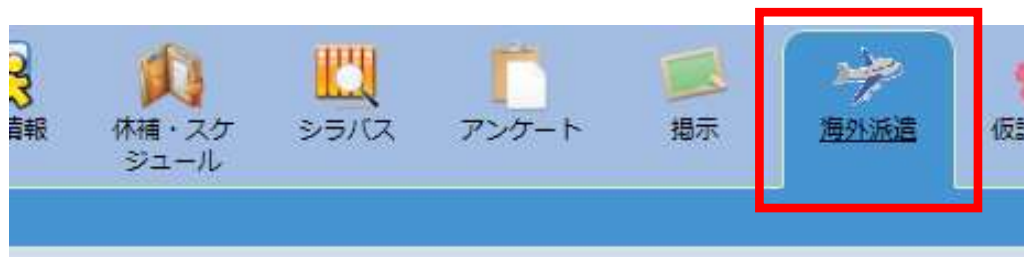 情報
休補・スケ
ジュール
シラバス
アンケート
掲示
海外派遣